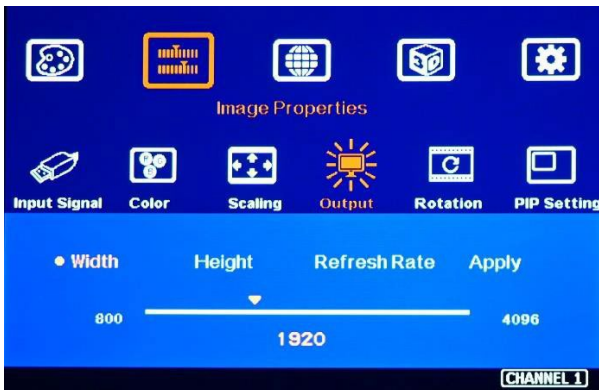 Image Properties
Input Signal Color Scaling Output Rotation PIP Setting
Width Height Refresh Rate Apply
800 4096
1920
CHANNEL 1